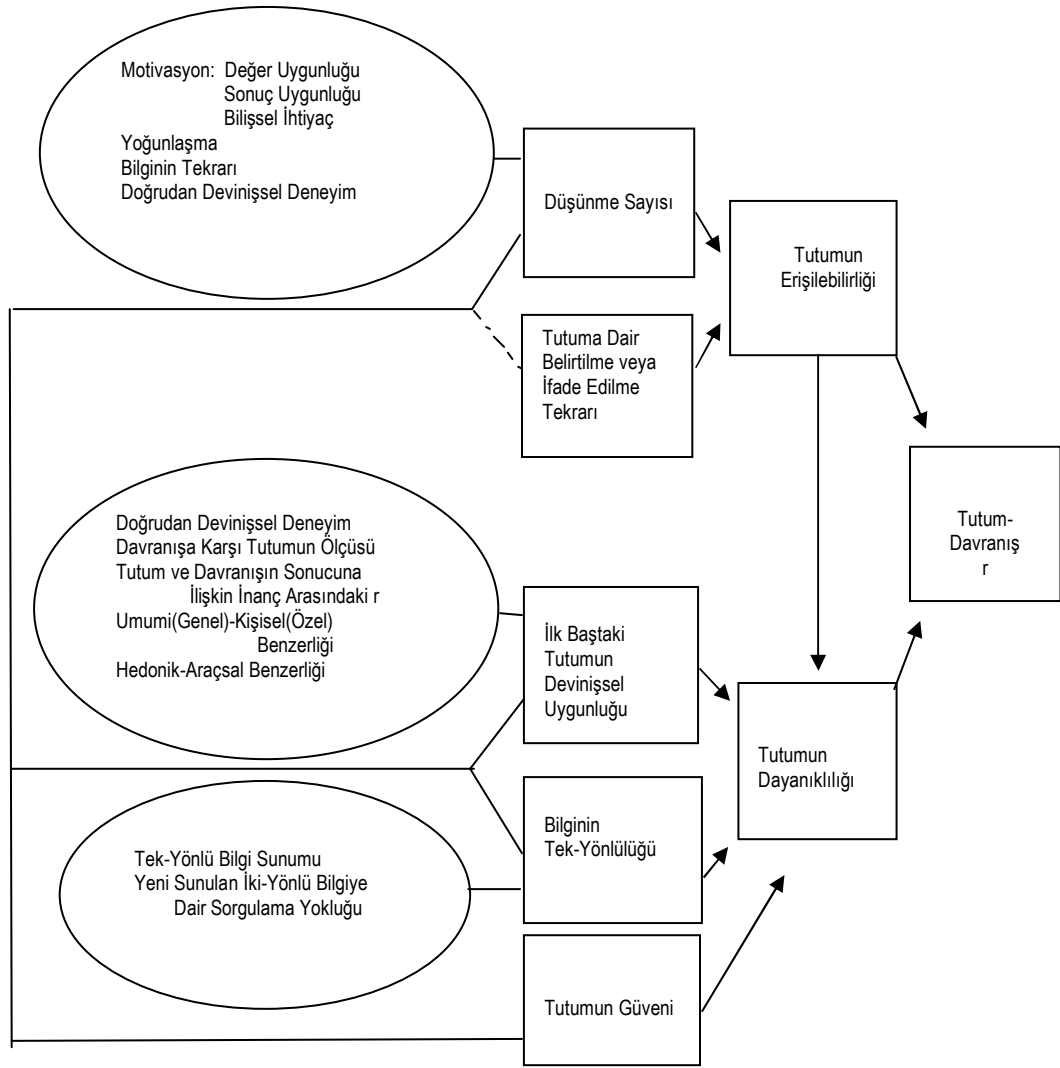 Motivasyon: Değer Uygunluğu
Sonuç Uygunluğu
Bilişsel İhtiyaç
Yoğunlaşma
Bilginin Tekrarı
Doğrudan Devinişsel Deneyim
Düşünme Sayısı
Tutumun
Erişilebilirliği
Tutuma Dair
Belirtilme veya
İfade Edilme
Tekrarı
Doğrudan Devinişsel Deneyim
Davranışa Karşı Tutumun Ölçüsü
Tutum ve Davranışın Sonucuna
İlişkin İnanç Arasındaki r
Umumi(Genel)-Kişisel(Özel)
Benzerliği
Hedonik-Araçsal Benzerliği
Tutum-
Davranış
r
İlk Baştaki
Tutumun
Devinişsel
Uygunluğu
Tutumun
Dayanıklılığı
Bilginin
Tek-Yönlülüğü
Tek-Yönlü Bilgi Sunumu
Yeni Sunulan İki-Yönlü Bilgiye
Dair Sorgulama Yokluğu
Tutumun Güveni